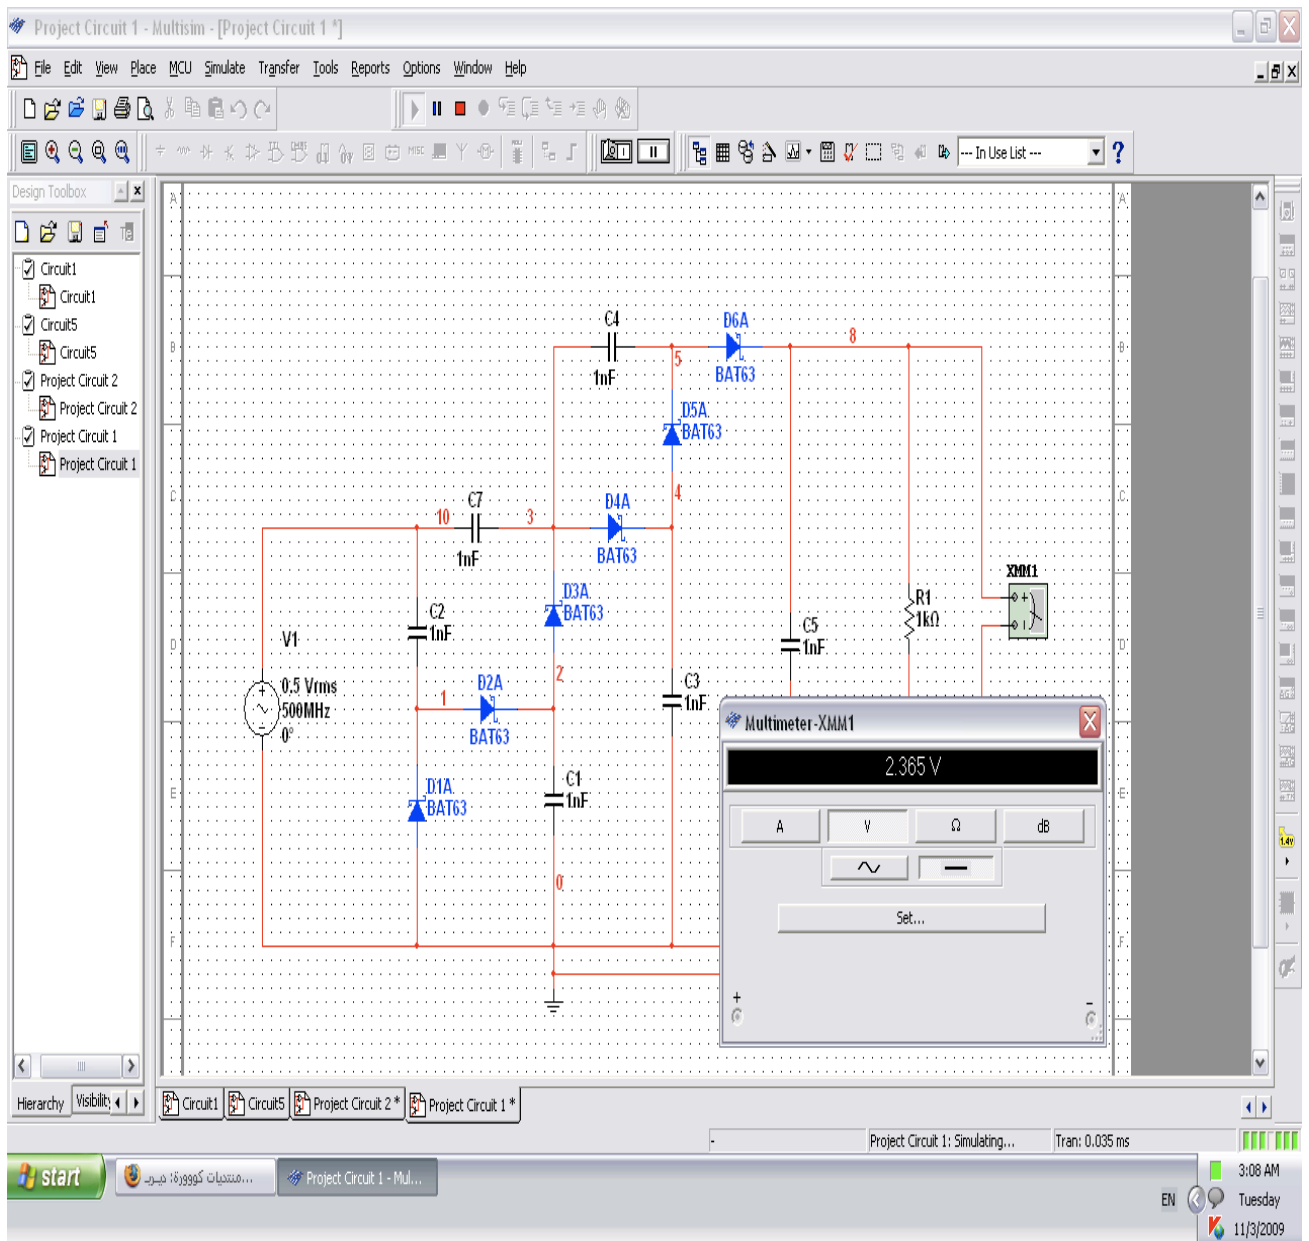 Project Circuit 1 - Multisim - [Project Circuit 1 *]
File Edit View Place MCU Simulate Transfer Tools Reports Options Window Help
MISC
--- In Use List ---
?
Design Toolbox
Circuit1
Circuit1
Circuit5
Circuit5
Project Circuit 2
Project Circuit 2
Project Circuit 1
Project Circuit 1
A
B
C
D
E
F
A
B
C
D
E
F
C4
1nF
D6A
BAT63
8
5
D5A
BAT63
4
C7
10
3
1nF
D4A
BAT63
D3A
BAT63
C2
1nF
V1
0.5 Vrms
500MHz
0°
1
D2A
BAT63
2
D1A
BAT63
C1
1nF
0
C3
1nF
C5
1nF
R1
1kΩ
XMM1
Multimeter-XMM1
2.365 V
A V Ω dB
Set...
+ -
1.4v
Hierarchy Visibility
Circuit1 Circuit5 Project Circuit 2 * Project Circuit 1 *
- Project Circuit 1: Simulating... Tran: 0.035 ms
start
منتديات كووورة: ديربـ...
Project Circuit 1 - Mul...
EN
3:08 AM
Tuesday
11/3/2009